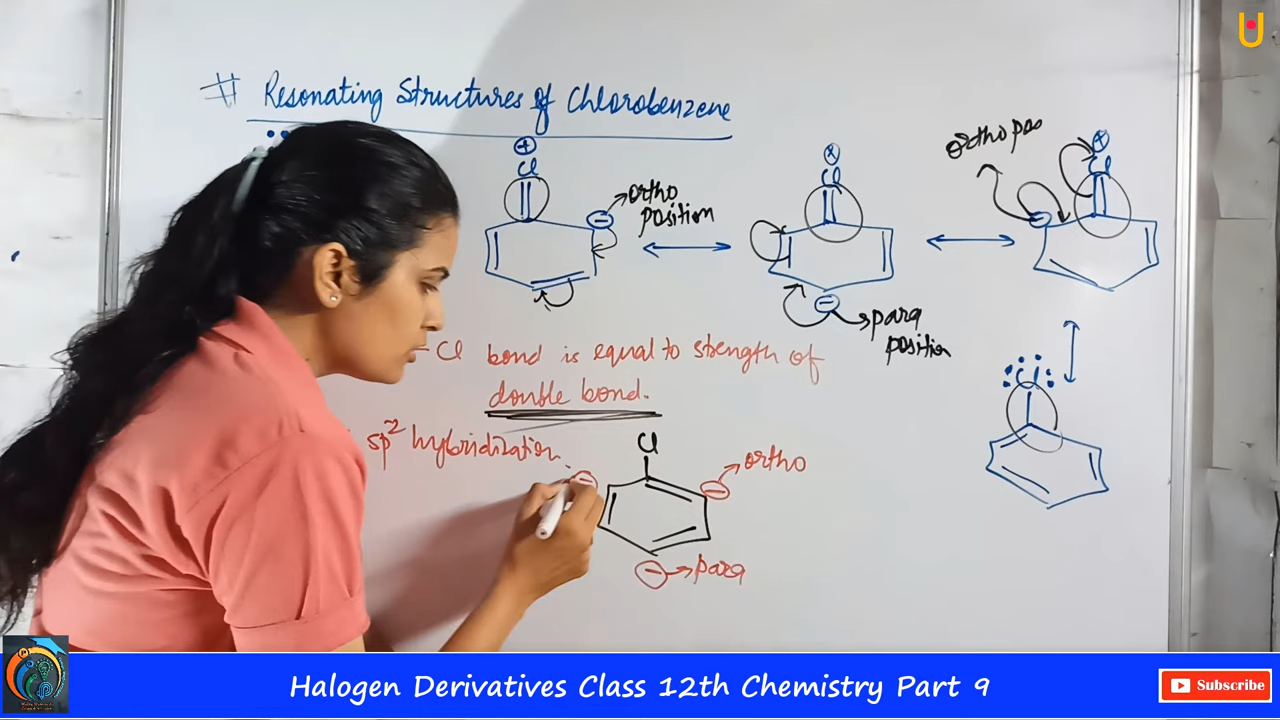 # Resonating Structures of Chlorobenzene
Cl
ortho
position
Cl
para
position
ortho pos
Cl
Cl
Cl bond is equal to strength of
double bond.
sp² hybridization.
Cl
ortho
para
Halogen Derivatives Class 12th Chemistry Part 9
Subscribe